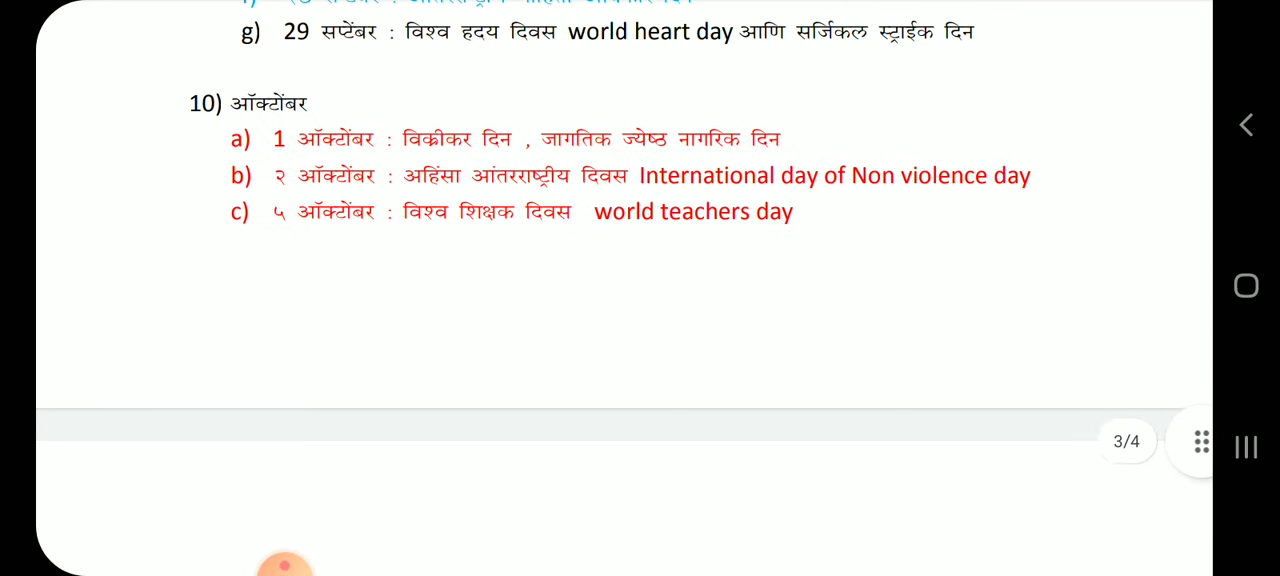 g) 29 सप्टेंबर : विश्व हदय दिवस world heart day आणि सर्जिकल स्ट्राईक दिन
10) ऑक्टोंबर
a) 1 ऑक्टोंबर : विक्रीकर दिन , जागतिक ज्येष्ठ नागरिक दिन
b) २ ऑक्टोंबर : अहिंसा आंतरराष्ट्रीय दिवस International day of Non violence day
c) ५ ऑक्टोंबर : विश्व शिक्षक दिवस world teachers day
3/4